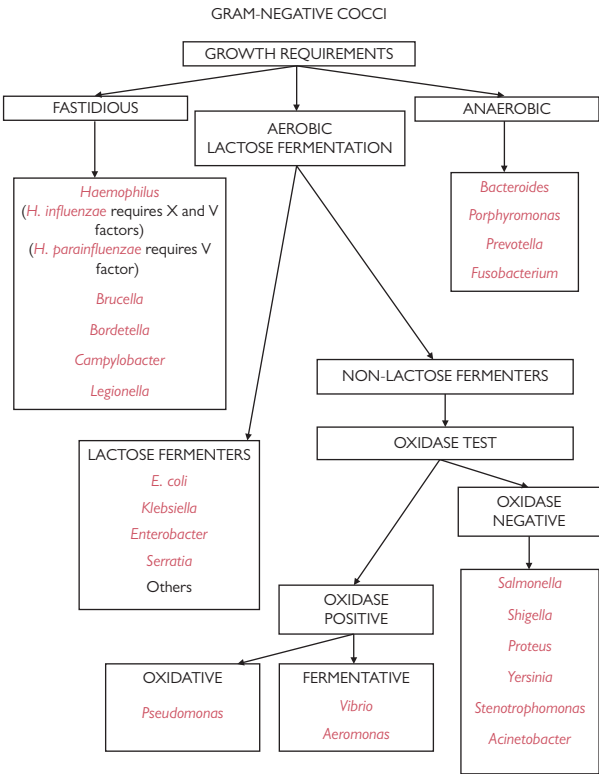 GRAM-NEGATIVE COCCI
GROWTH REQUIREMENTS
FASTIDIOUS
AEROBIC
LACTOSE FERMENTATION
ANAEROBIC
Haemophilus
(H. influenzae requires X and V
factors)
(H. parainfluenzae requires V
factor)
Brucella
Bordetella
Campylobacter
Legionella
Bacteroides
Porphyromonas
Prevotella
Fusobacterium
NON-LACTOSE FERMENTERS
OXIDASE TEST
LACTOSE FERMENTERS
E. coli
Klebsiella
Enterobacter
Serratia
Others
OXIDASE
NEGATIVE
OXIDASE
POSITIVE
Salmonella
Shigella
Proteus
Yersinia
Stenotrophomonas
Acinetobacter
OXIDATIVE
Pseudomonas
FERMENTATIVE
Vibrio
Aeromonas